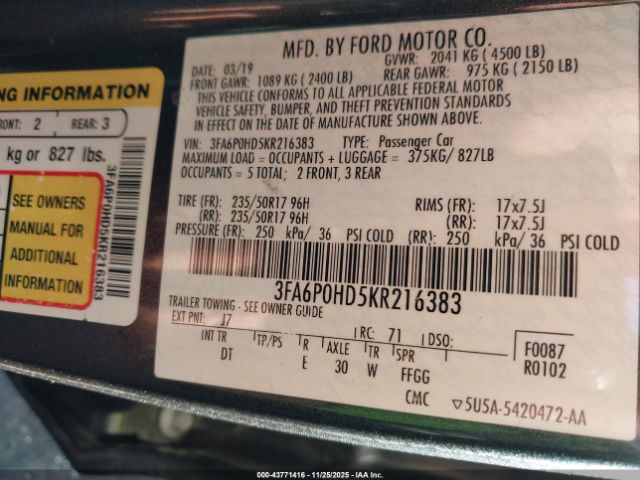 NG INFORMATION
RONT: 2 REAR: 3
kg or 827 lbs.
SEE OWNERS
MANUAL FOR
ADDITIONAL
INFORMATION
3FA6P0HD5KR216383
MFD. BY FORD MOTOR CO.
DATE: 03/19 GVWR: 2041 KG ( 4500 LB)
FRONT GAWR: 1089 KG ( 2400 LB) REAR GAWR: 975 KG ( 2150 LB)
THIS VEHICLE CONFORMS TO ALL APPLICABLE FEDERAL MOTOR
VEHICLE SAFETY, BUMPER, AND THEFT PREVENTION STANDARDS
IN EFFECT ON THE DATE OF MANUFACTURE SHOWN ABOVE.
VIN: 3FA6P0HD5KR216383 TYPE: Passenger Car
MAXIMUM LOAD = OCCUPANTS + LUGGAGE = 375KG/ 827LB
OCCUPANTS = 5 TOTAL; 2 FRONT, 3 REAR
TIRE (FR): 235/50R17 96H RIMS (FR): 17x7.5J
(RR): 235/50R17 96H (RR): 17x7.5J
PRESSURE (FR): 250 kPa/ 36 PSI COLD (RR): 250 kPa/ 36 PSI COLD
3FA6P0HD5KR216383
TRAILER TOWING - SEE OWNER GUIDE
EXT PNT: J7 RC: 71 DSO:
INT TR TP/PS R AXLE TR SPR
DT E 30 W FFGG
CMC
F0087
R0102
▽5U5A-5420472-AA
000-43771416 - 11/25/2025 - IAA Inc.